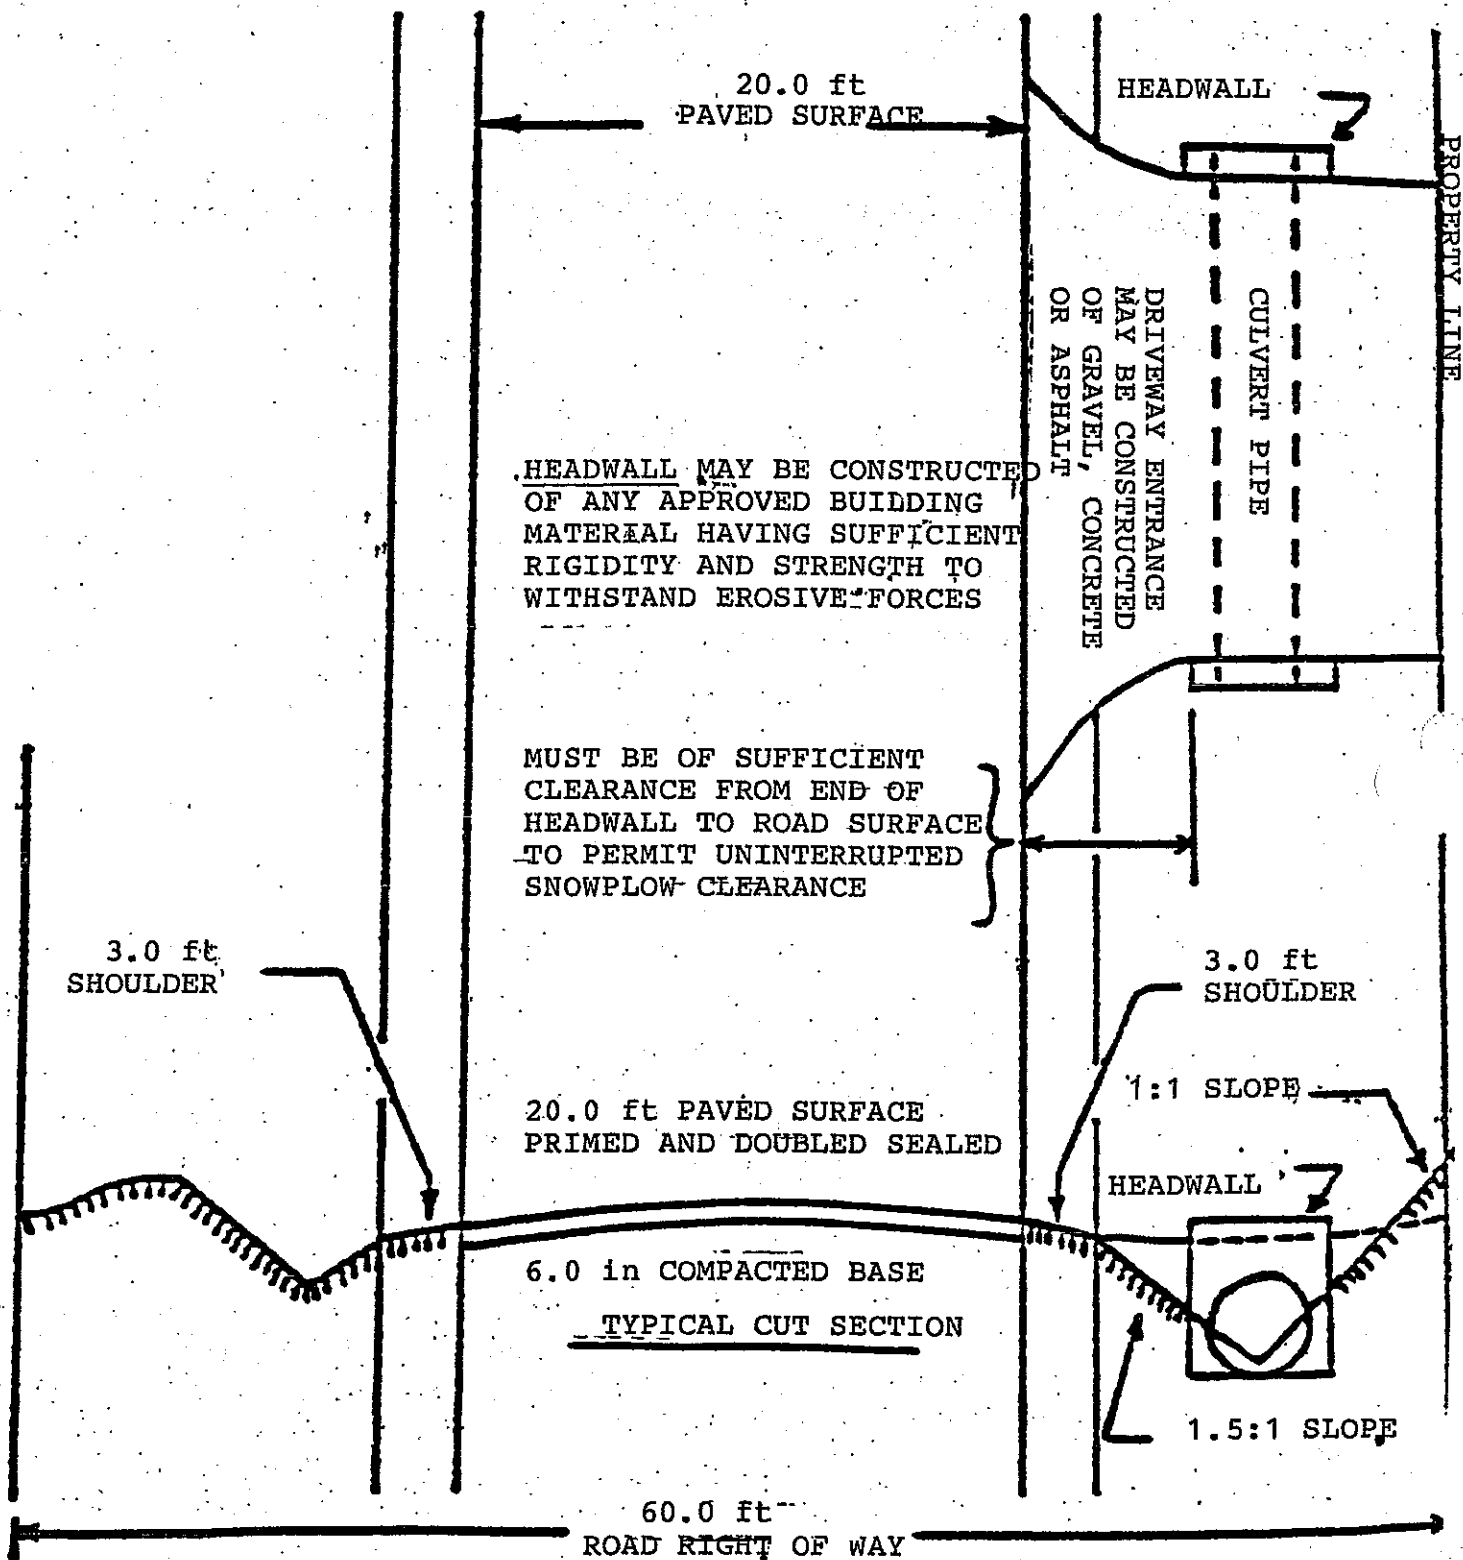 20.0 ft
PAVED SURFACE
HEADWALL
PROPERTY LINE
DRIVEWAY ENTRANCE
MAY BE CONSTRUCTED
OF GRAVEL, CONCRETE
OR ASPHALT
CULVERT PIPE
HEADWALL MAY BE CONSTRUCTED
OF ANY APPROVED BUILDING
MATERIAL HAVING SUFFICIENT
RIGIDITY AND STRENGTH TO
WITHSTAND EROSIVE FORCES
MUST BE OF SUFFICIENT
CLEARANCE FROM END OF
HEADWALL TO ROAD SURFACE
TO PERMIT UNINTERRUPTED
SNOWPLOW CLEARANCE
3.0 ft
SHOULDER
3.0 ft
SHOULDER
1:1 SLOPE
20.0 ft PAVED SURFACE
PRIMED AND DOUBLED SEALED
HEADWALL
6.0 in COMPACTED BASE
TYPICAL CUT SECTION
1.5:1 SLOPE
60.0 ft
ROAD RIGHT OF WAY